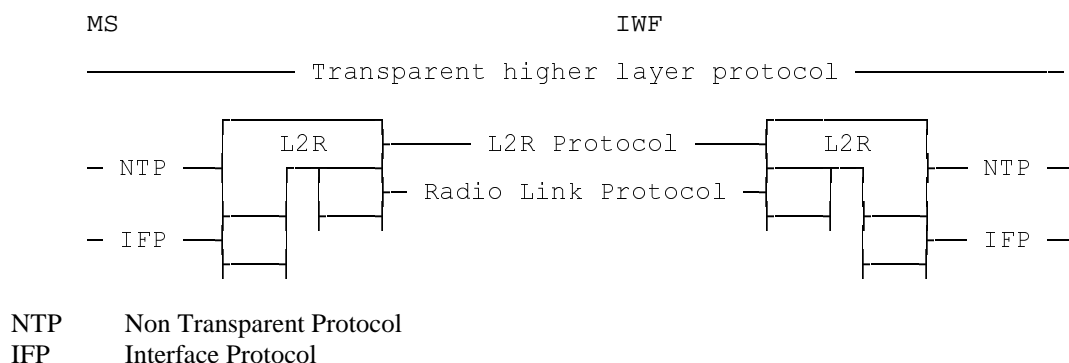 MS IWF
Transparent higher layer protocol
L2R L2R Protocol L2R
NTP NTP
Radio Link Protocol
IFP IFP
NTP Non Transparent Protocol
IFP Interface Protocol